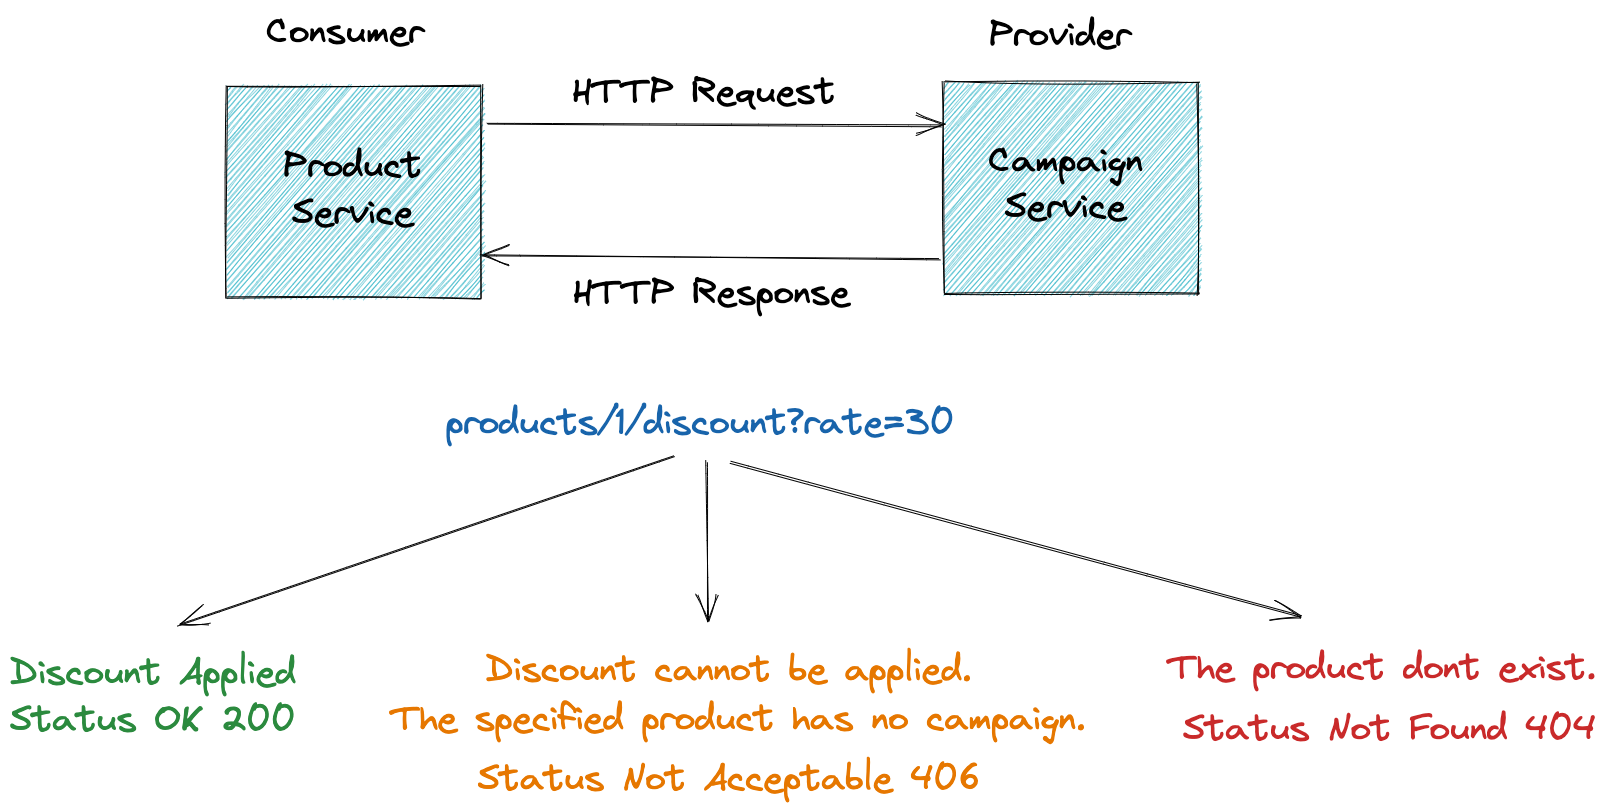 Consumer
Provider
HTTP Request
Product
Service
Campaign
Service
HTTP Response
products/1/discount?rate=30
Discount Applied
Status OK 200
Discount cannot be applied.
The specified product has no campaign.
Status Not Acceptable 406
The product dont exist.
Status Not Found 404